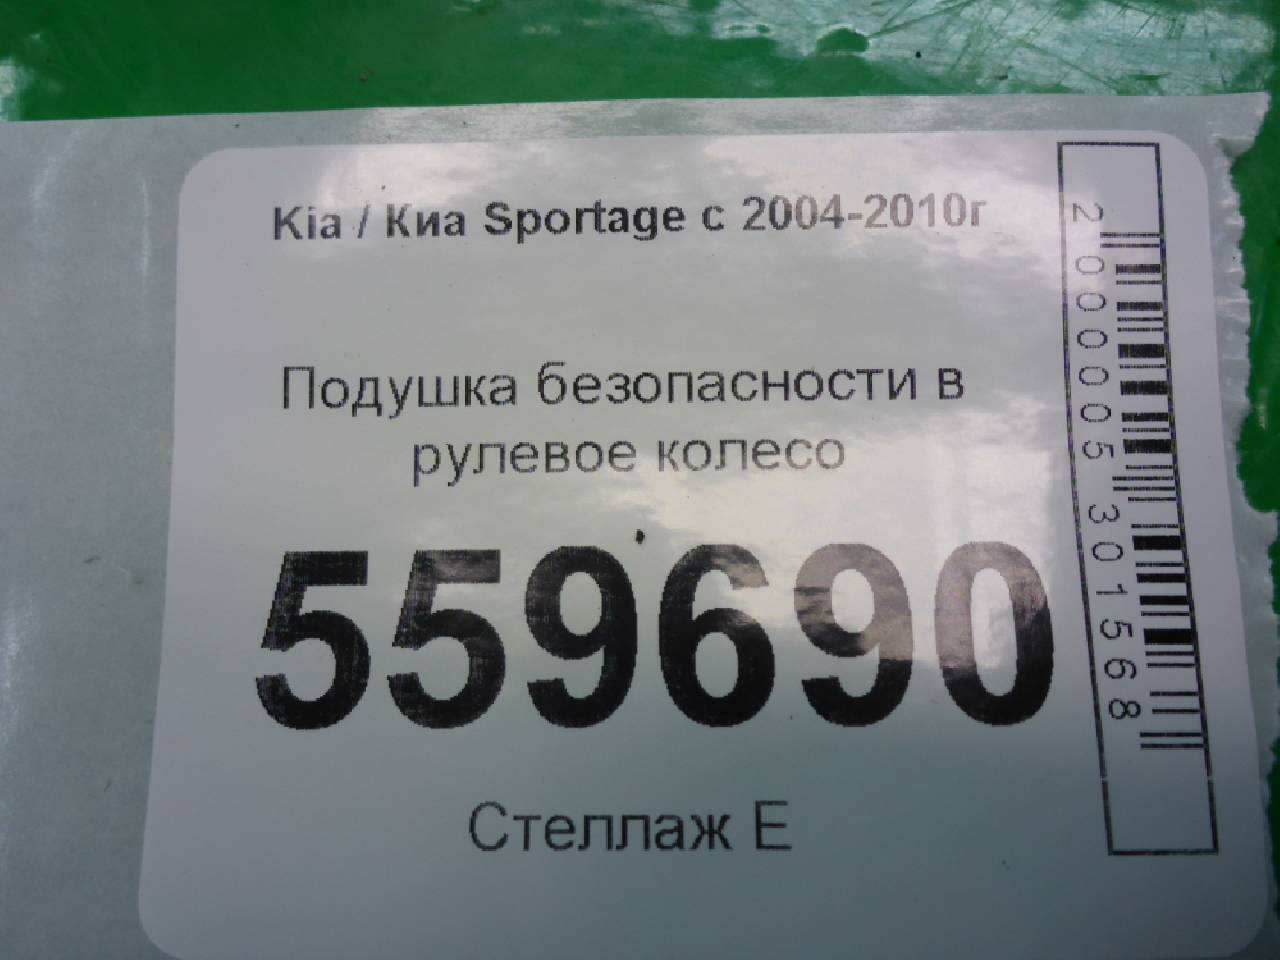 Kia / Киа Sportage с 2004-2010г
Подушка безопасности в
рулевое колесо
559690
Стеллаж Е
2000005301568